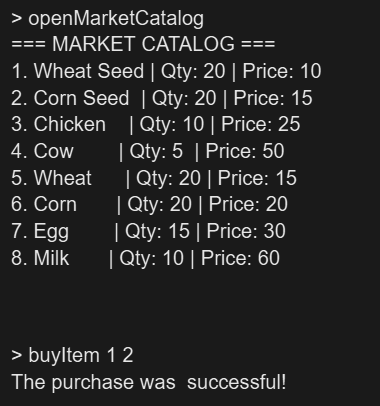 > openMarketCatalog
=== MARKET CATALOG ===
1. Wheat Seed | Qty: 20 | Price: 10
2. Corn Seed  | Qty: 20 | Price: 15
3. Chicken    | Qty: 10 | Price: 25
4. Cow        | Qty: 5  | Price: 50
5. Wheat      | Qty: 20 | Price: 15
6. Corn       | Qty: 20 | Price: 20
7. Egg        | Qty: 15 | Price: 30
8. Milk       | Qty: 10 | Price: 60
> buyItem 1 2
The purchase was  successful!